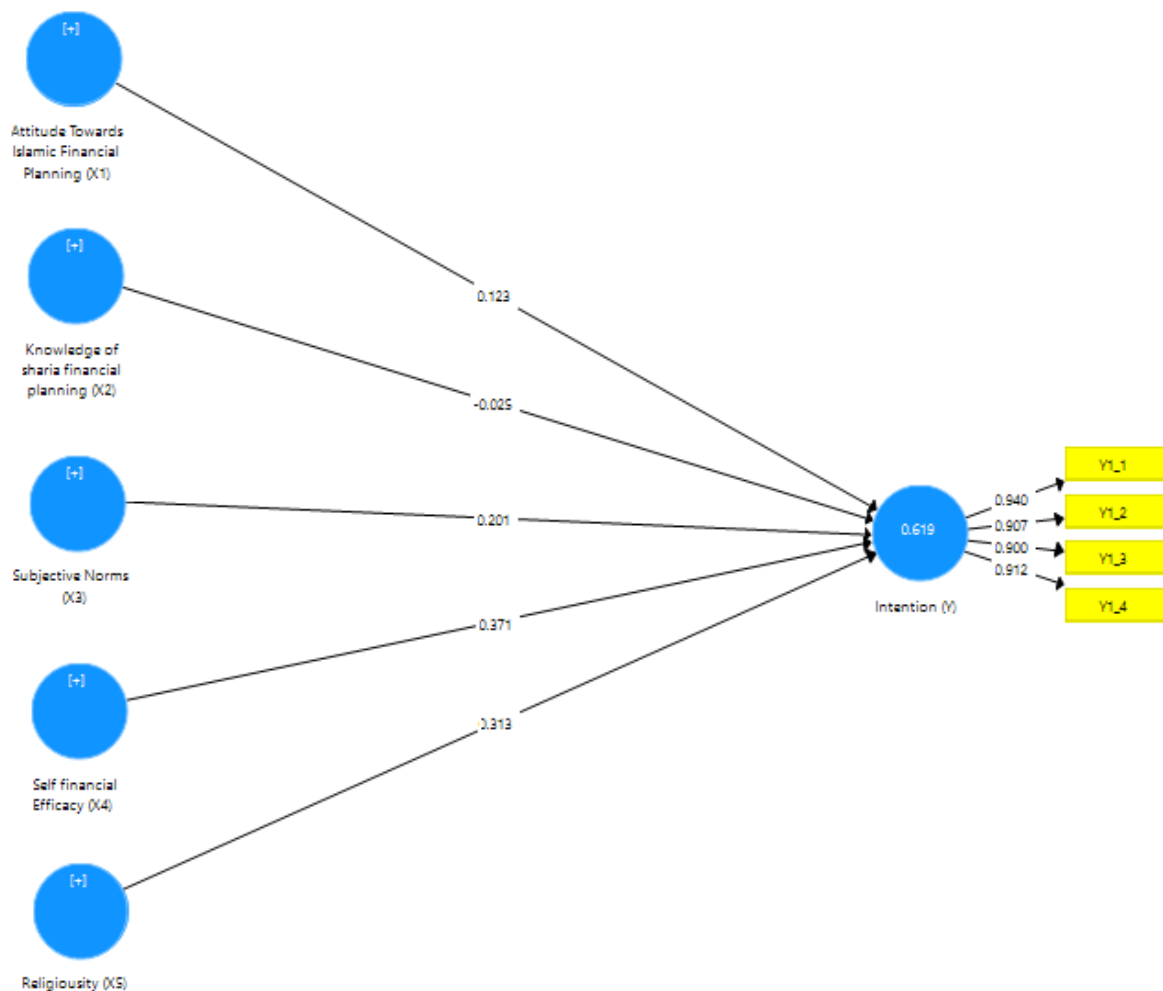 [+]
Attitude Towards
Islamic Financial
Planning (X1)
0.123
[+]
Knowledge of
sharia financial
planning (X2)
-0.025
[+]
Subjective Norms
(X3)
0.201
[+]
Self financial
Efficacy (X4)
0.371
[+]
Religiousity (X5)
0.313
0.619
Intention (Y)
0.940
0.907
0.900
0.912
Y1_1
Y1_2
Y1_3
Y1_4